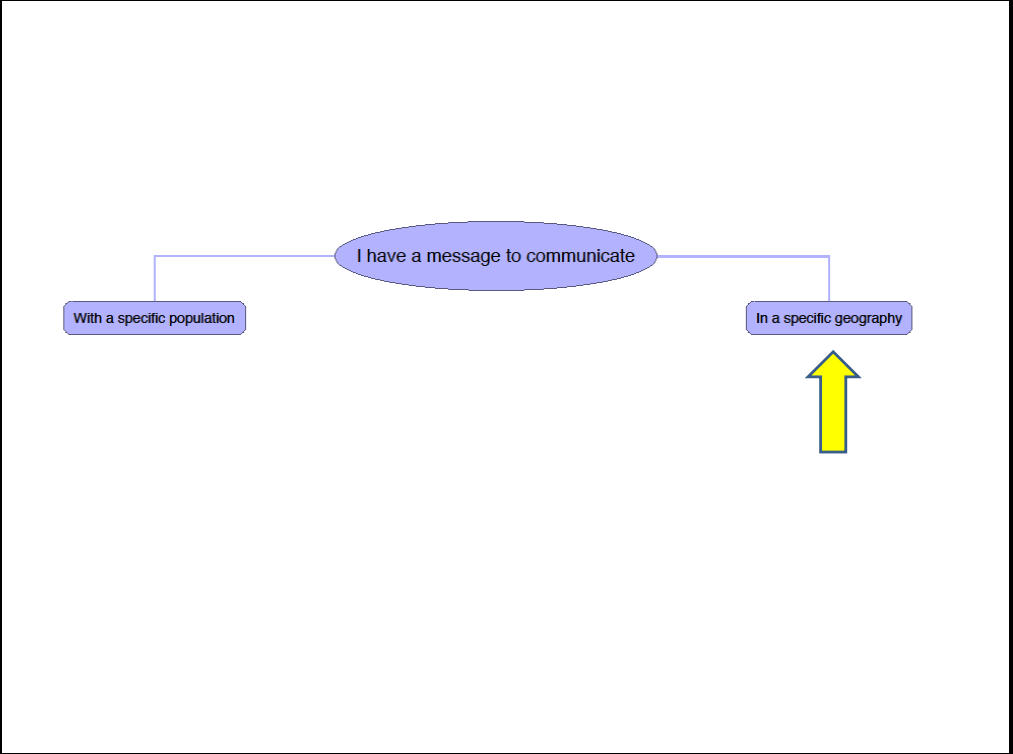 I have a message to communicate
With a specific population
In a specific geography